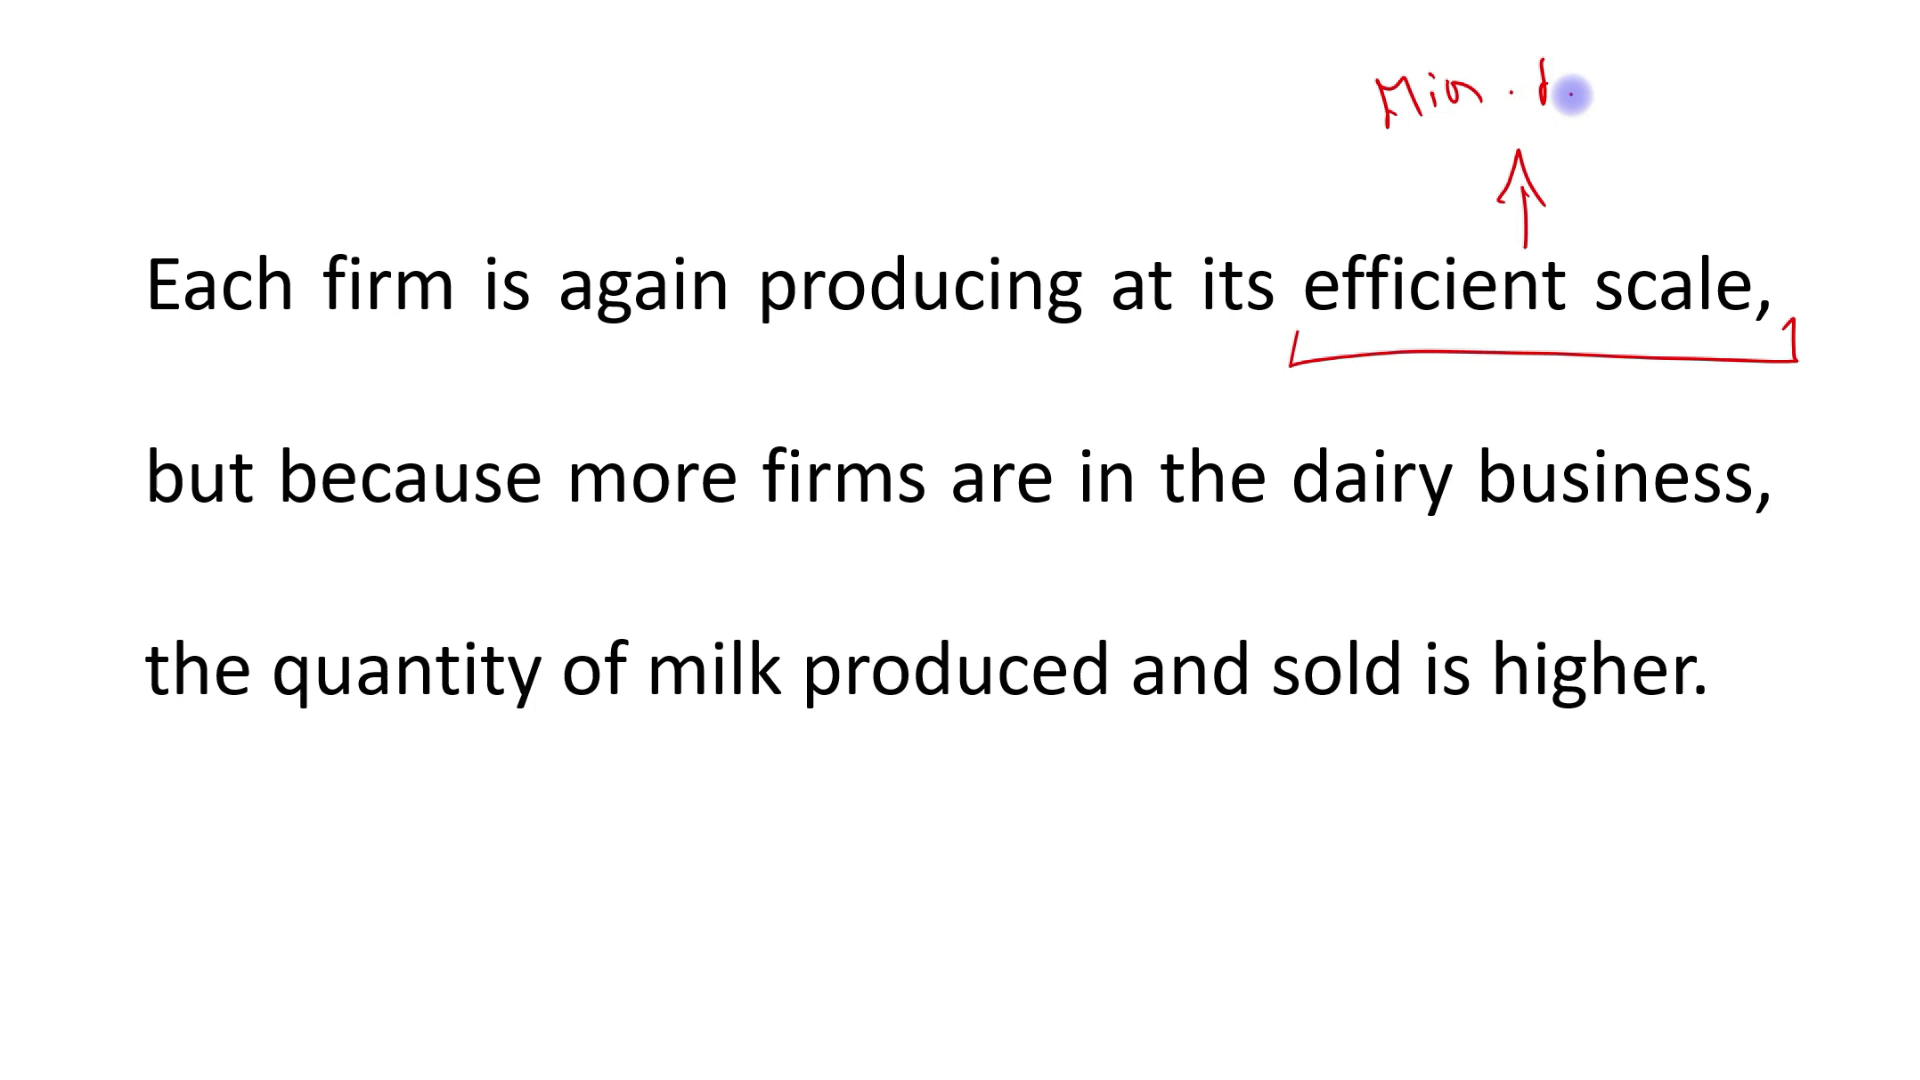 Min.
Each firm is again producing at its efficient scale,
but because more firms are in the dairy business,
the quantity of milk produced and sold is higher.